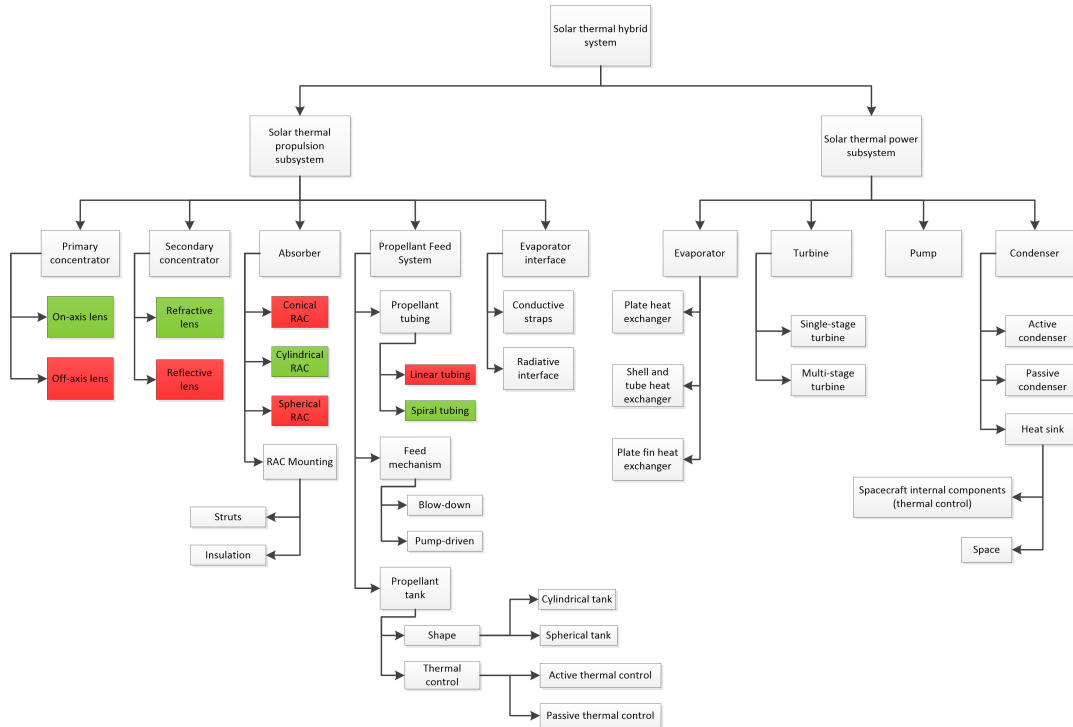 Solar thermal hybrid
system
Solar thermal
propulsion
subsystem
Solar thermal power
subsystem
Primary
concentrator
Secondary
concentrator
Absorber
Propellant Feed
System
Evaporator
interface
Evaporator
Turbine
Pump
Condenser
On-axis lens
Off-axis lens
Refractive
lens
Reflective
lens
Conical
RAC
Cylindrical
RAC
Spherical
RAC
RAC Mounting
Struts
Insulation
Propellant
tubing
Linear tubing
Spiral tubing
Feed
mechanism
Blow-down
Pump-driven
Propellant
tank
Shape
Cylindrical tank
Spherical tank
Thermal
control
Active thermal control
Passive thermal control
Conductive
straps
Radiative interface
Plate heat
exchanger
Shell and
tube heat
exchanger
Plate fin heat
exchanger
Single-stage
turbine
Multi-stage
turbine
Active
condenser
Passive
condenser
Heat sink
Spacecraft internal components
(thermal control)
Space